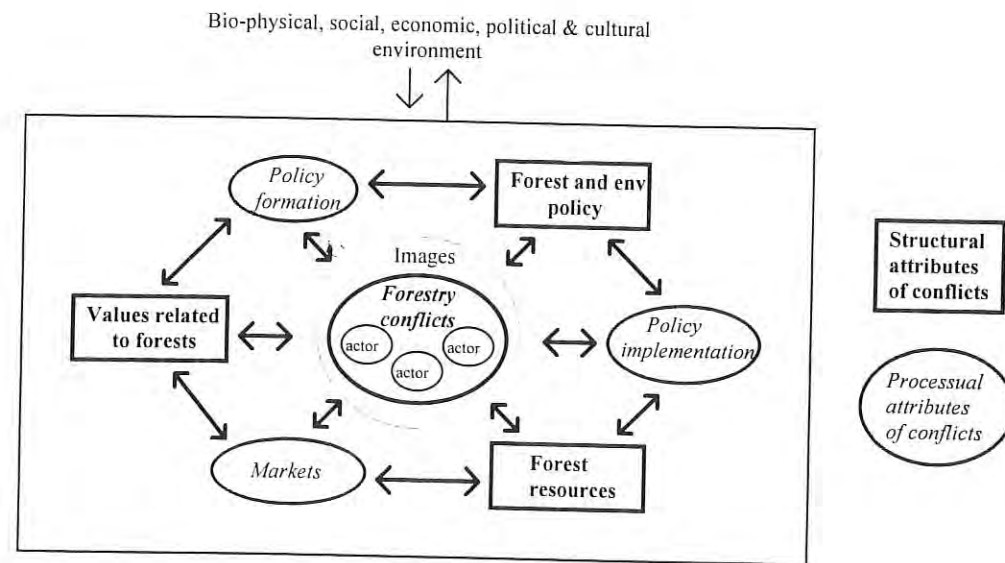 Bio-physical, social, economic, political & cultural
environment
Policy
formation
Forest and env
policy
Images
Forestry
conflicts
actor
actor
actor
Values related
to forests
Policy
implementation
Markets
Forest
resources
Structural
attributes
of conflicts
Processual
attributes
of conflicts